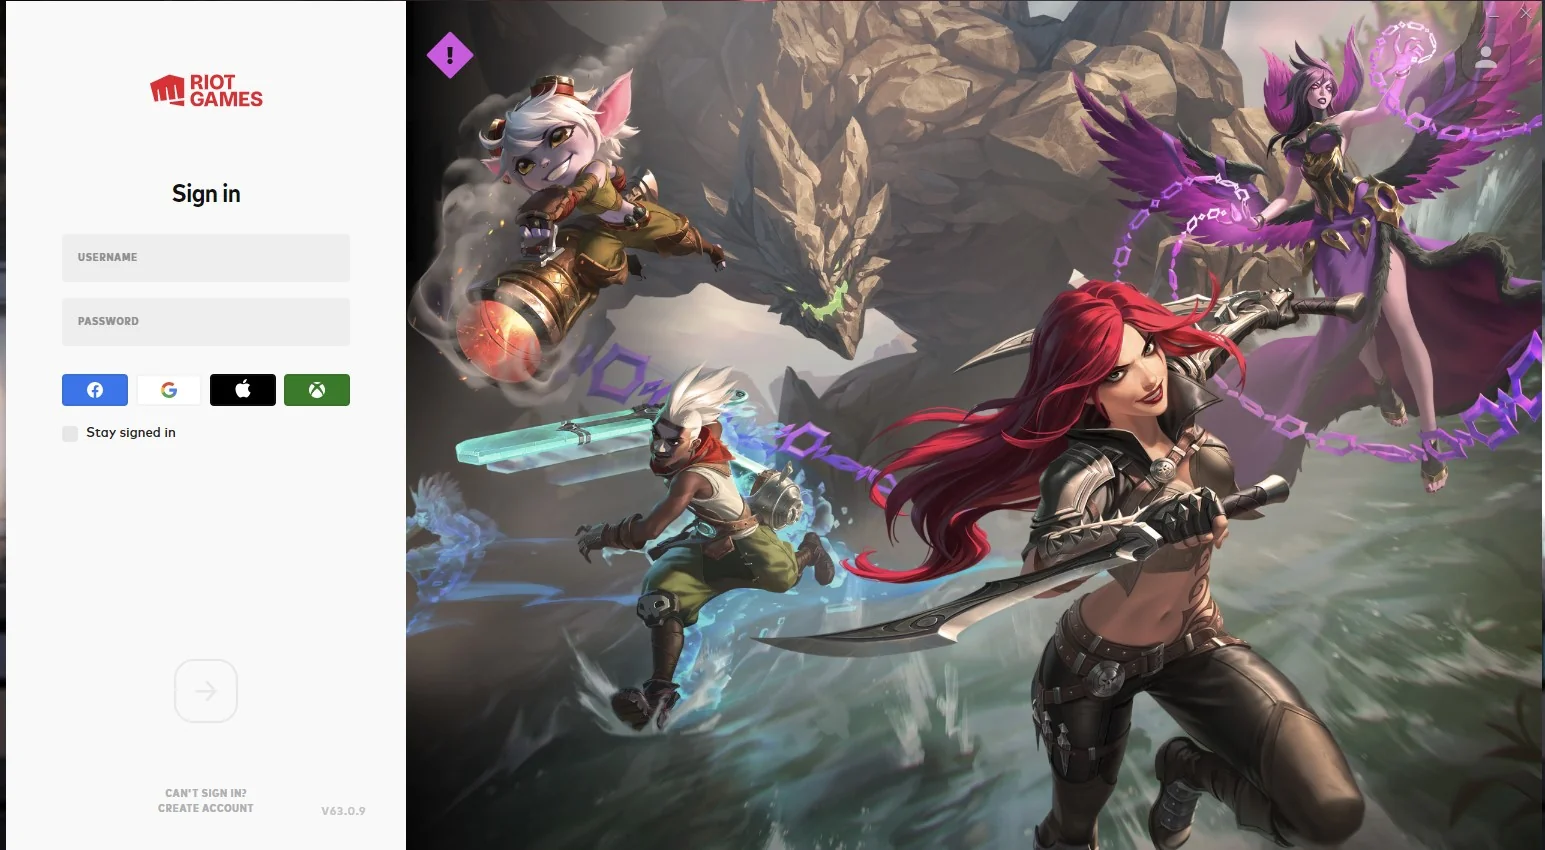 RIOT
GAMES
Sign in
USERNAME
PASSWORD
Stay signed in
CAN'T SIGN IN?
CREATE ACCOUNT
V63.0.9
!